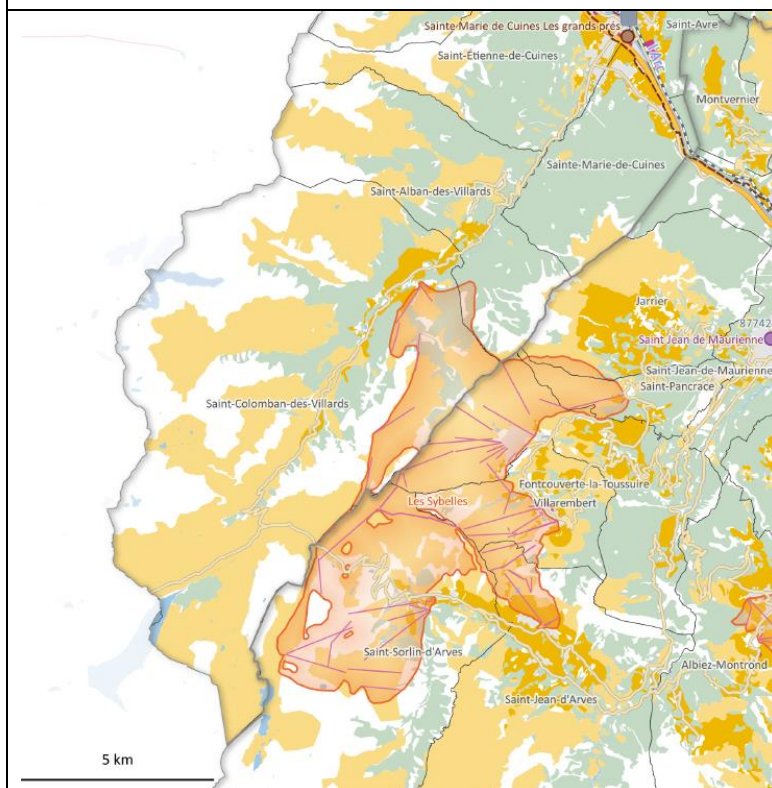 Sainte Marie de Cuines Les grands prés
Saint-Avre
Saint-Étienne-de-Cuines
L'Arc
Montvernier
Sainte-Marie-de-Cuines
Saint-Alban-des-Villards
Jarrier
87742
Saint Jean de Maurienne
Saint-Jean-de-Maurienne
Saint-Pancrace
Saint-Colomban-des-Villards
Fontcouverte-la-Toussuire
Les Sybelles
Villarembert
Saint-Sorlin-d'Arves
Albiez-Montrond
Saint-Jean-d'Arves
5 km